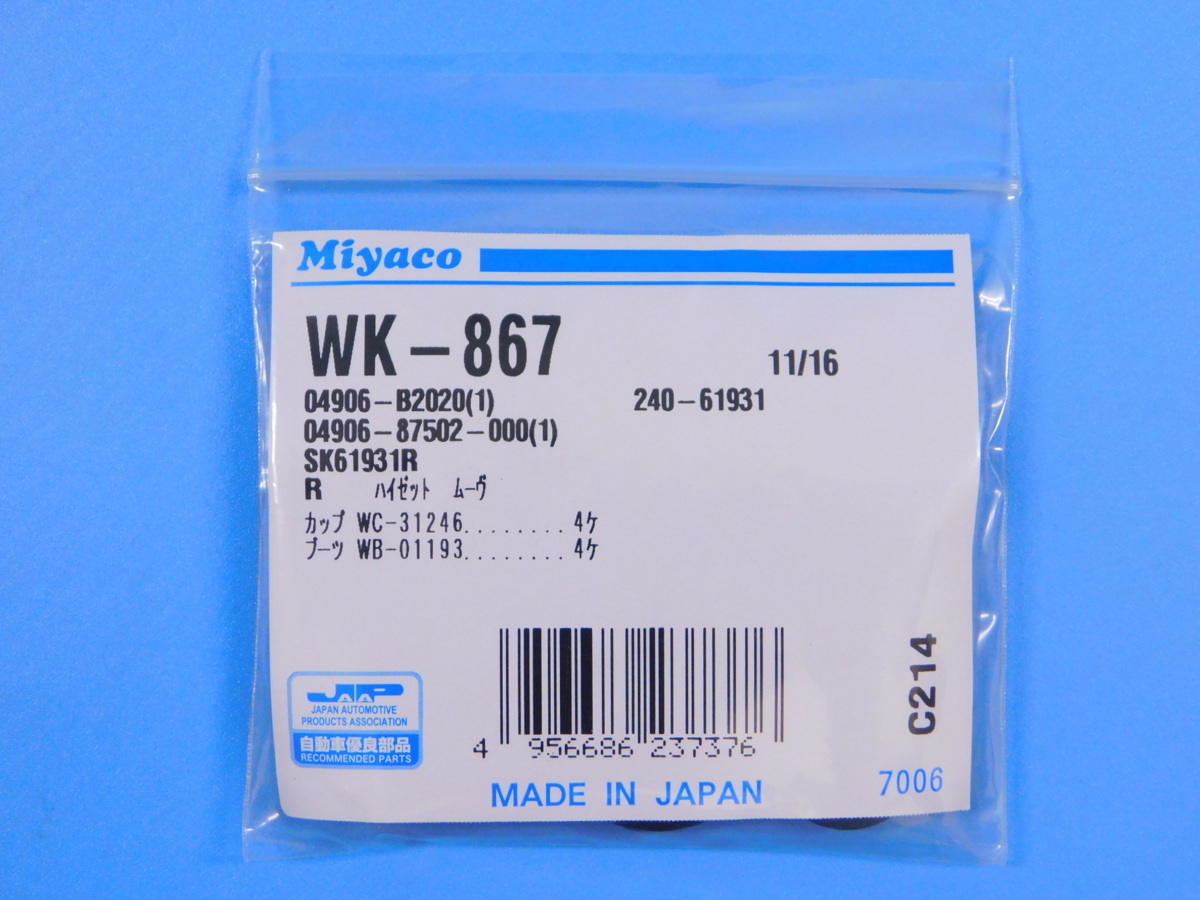 Miyaco
WK-867 11/16
04906-B2020(1) 240-61931
04906-87502-000(1)
SK61931R
R ﾊｲｾﾞｯﾄ ﾑｰｳﾞ
ｶｯﾌﾟ WC-31246........ 4ｹ
ﾌﾞｰﾂ WB-01193........ 4ｹ
JAPA
JAPAN AUTOMOTIVE
PRODUCTS ASSOCIATION
自動車優良部品
RECOMMENDED PARTS
4 956686 237376
C214
MADE IN JAPAN 7006